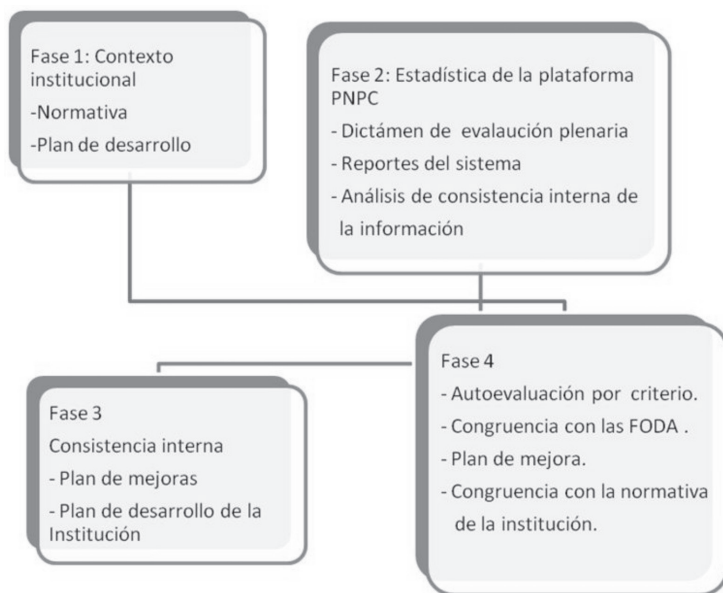 Fase 1: Contexto
institucional
-Normativa
-Plan de desarrollo
Fase 2: Estadística de la plataforma
PNPC
- Dictámen de evalaución plenaria
- Reportes del sistema
- Análisis de consistencia interna de
la información
Fase 3
Consistencia interna
- Plan de mejoras
- Plan de desarrollo de la
Institución
Fase 4
- Autoevaluación por criterio.
- Congruencia con las FODA .
- Plan de mejora.
- Congruencia con la normativa
de la institución.